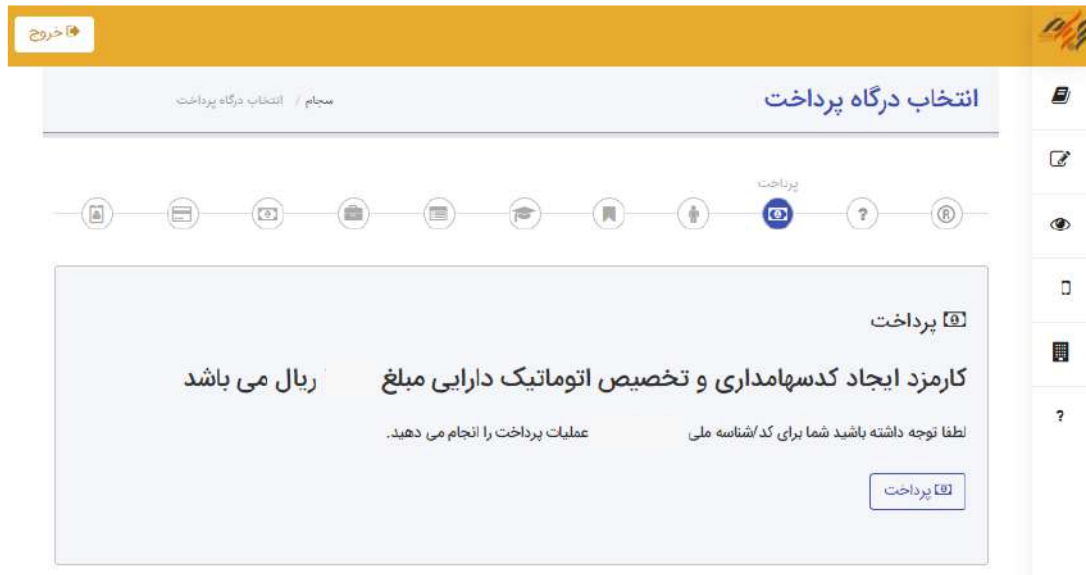 خروج
انتخاب درگاه پرداخت
سجام / انتخاب درگاه پرداخت
پرداخت
پرداخت
کارمزد ایجاد کدسهامداری و تخصیص اتوماتیک دارایی مبلغ ریال می باشد
لطفا توجه داشته باشید شما برای کد/شناسه ملی عملیات پرداخت را انجام می دهید.
پرداخت